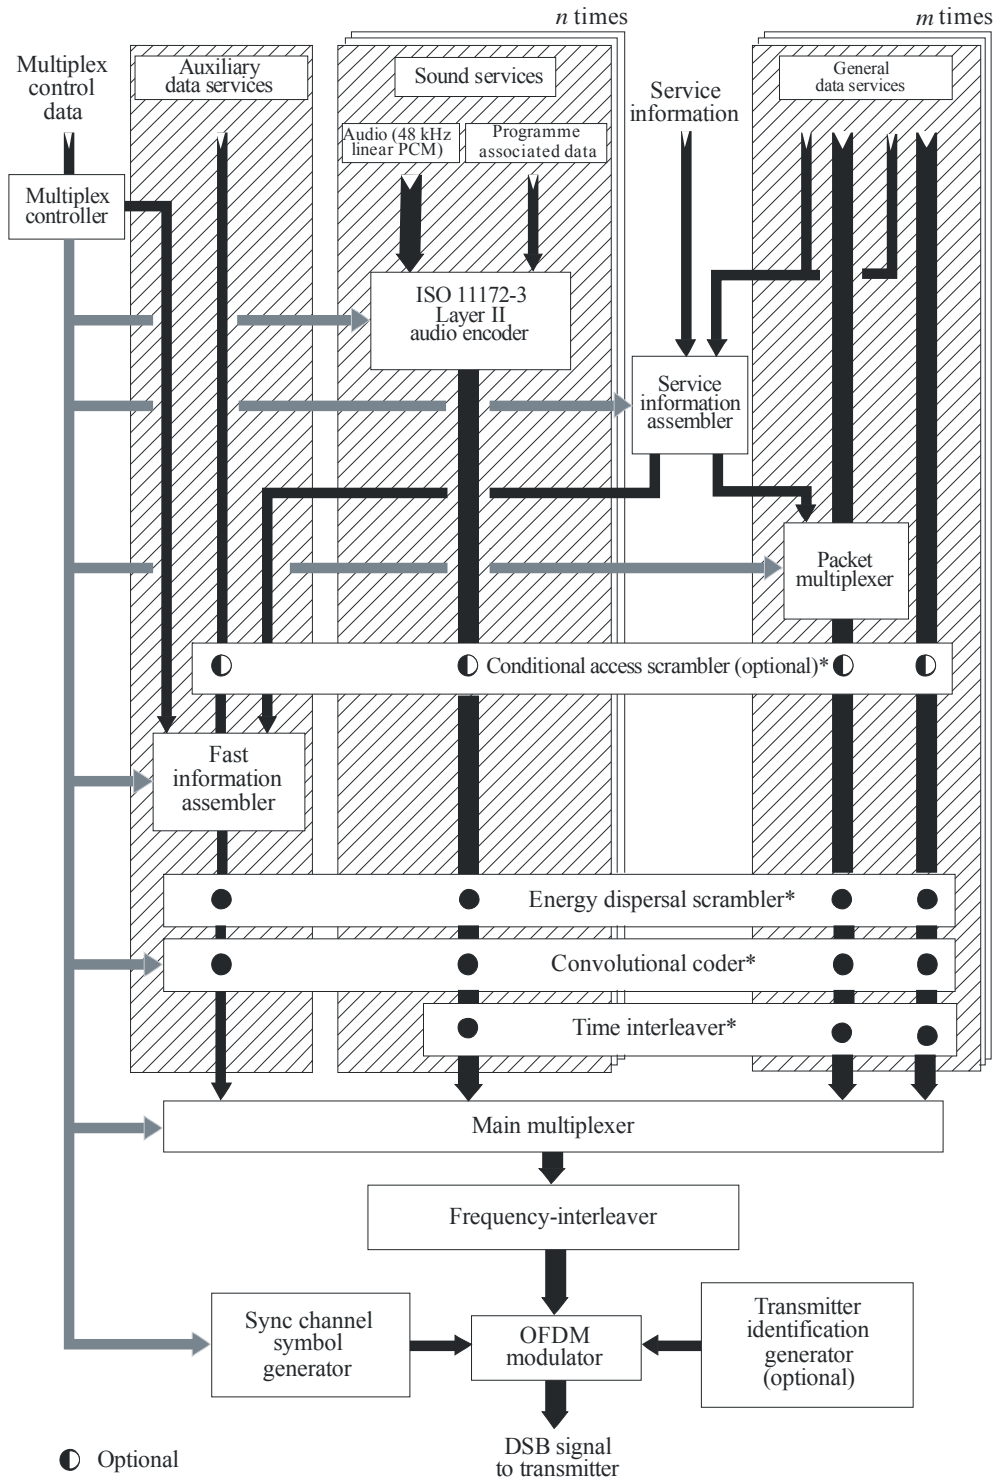 n times
m times
Multiplex
control
data
Auxiliary
data services
Sound services
General
data services
Service
information
Audio (48 kHz
linear PCM)
Programme
associated data
Multiplex
controller
ISO 11172-3
Layer II
audio encoder
Service
information
assembler
Packet
multiplexer
Conditional access scrambler (optional)*
Fast
information
assembler
Energy dispersal scrambler*
Convolutional coder*
Time interleaver*
Main multiplexer
Frequency-interleaver
Sync channel
symbol
generator
OFDM
modulator
Transmitter
identification
generator
(optional)
DSB signal
to transmitter
Optional